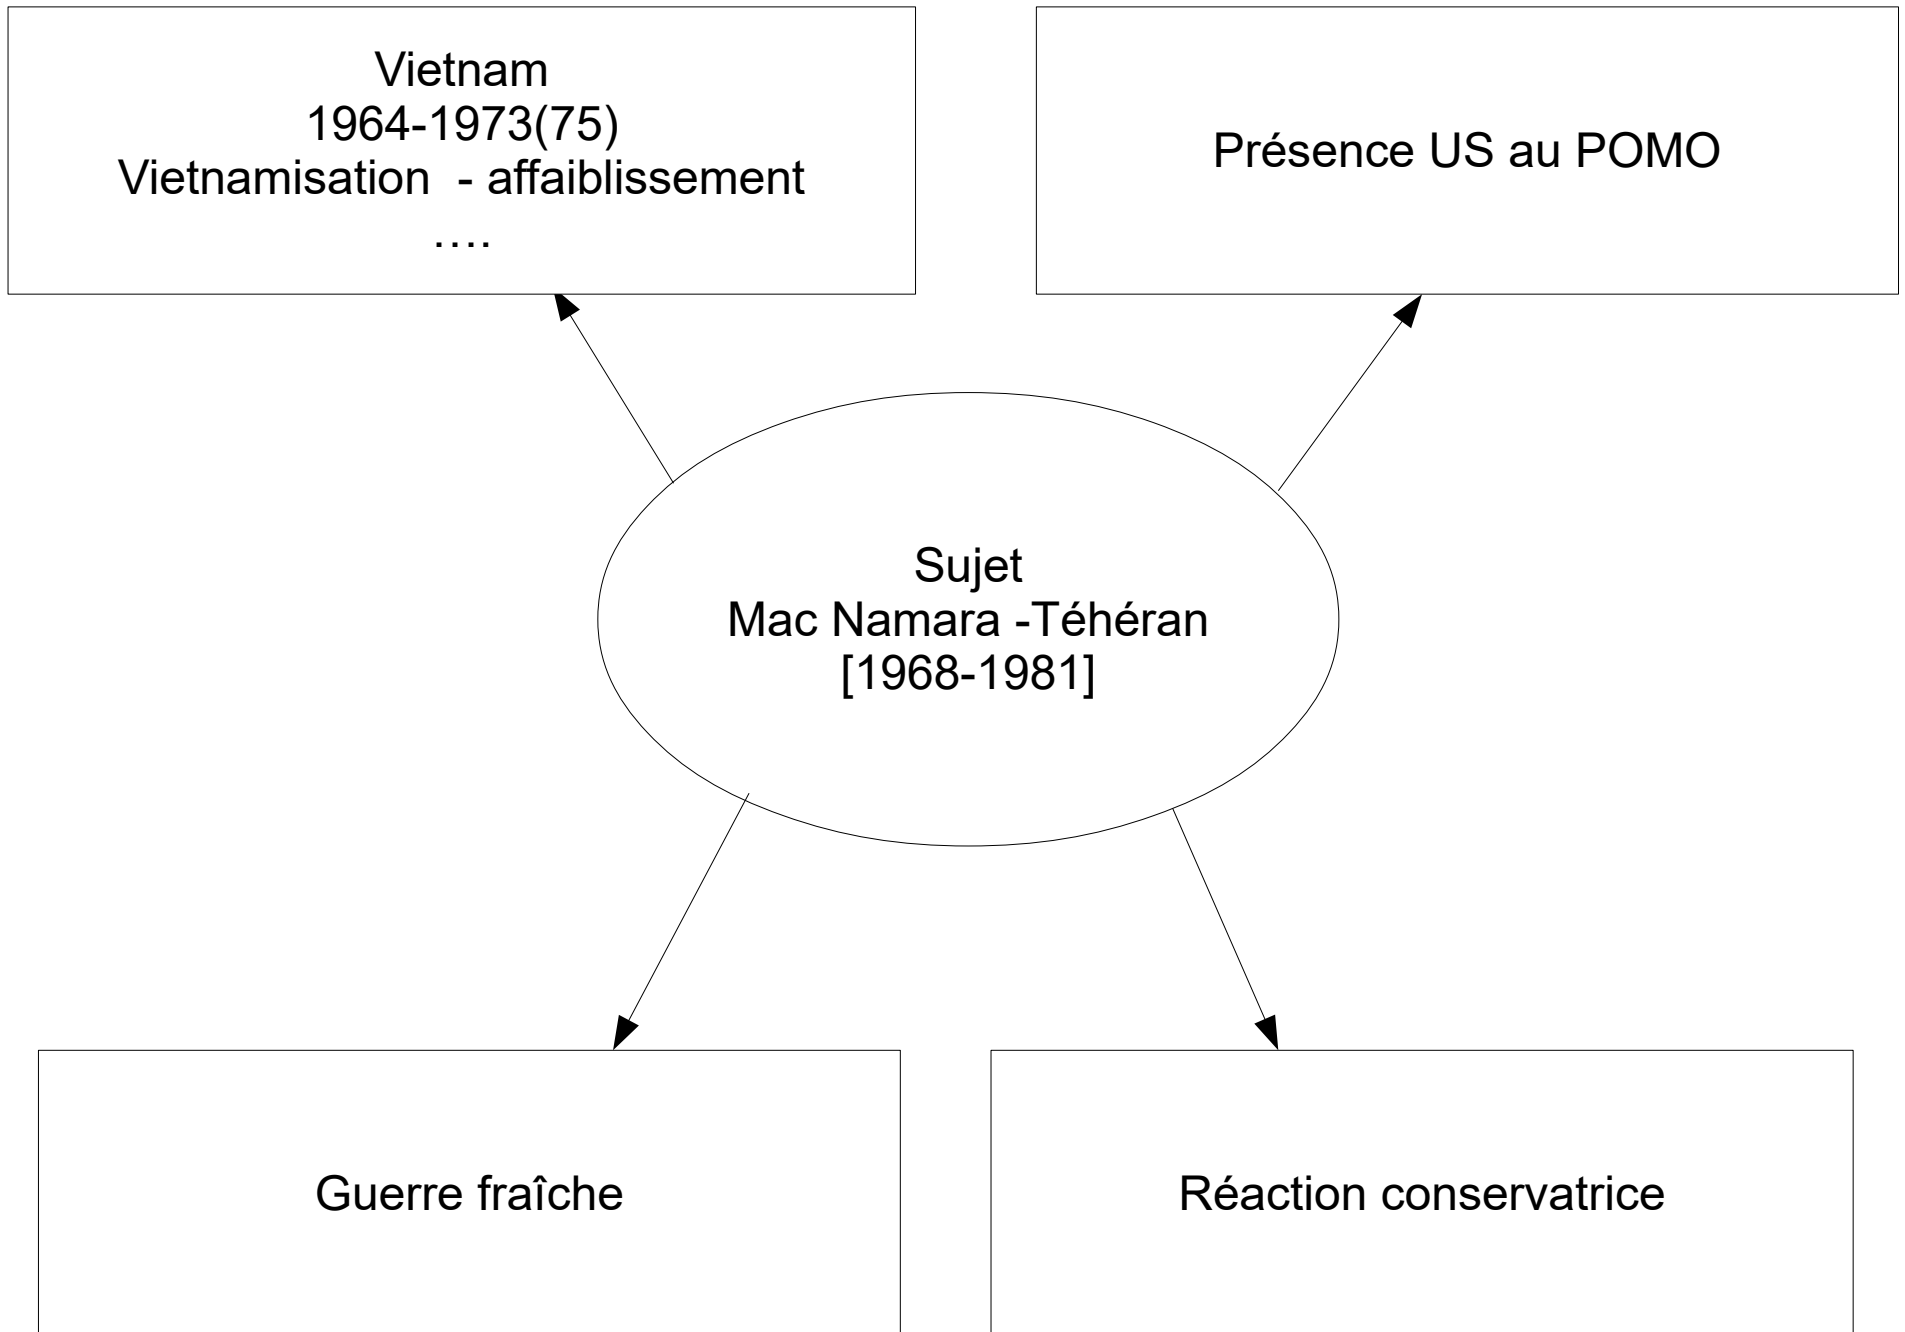 Vietnam
1964-1973(75)
Vietnamisation  - affaiblissement
….
Présence US au POMO
Sujet
Mac Namara -Téhéran
[1968-1981]
Guerre fraîche
Réaction conservatrice